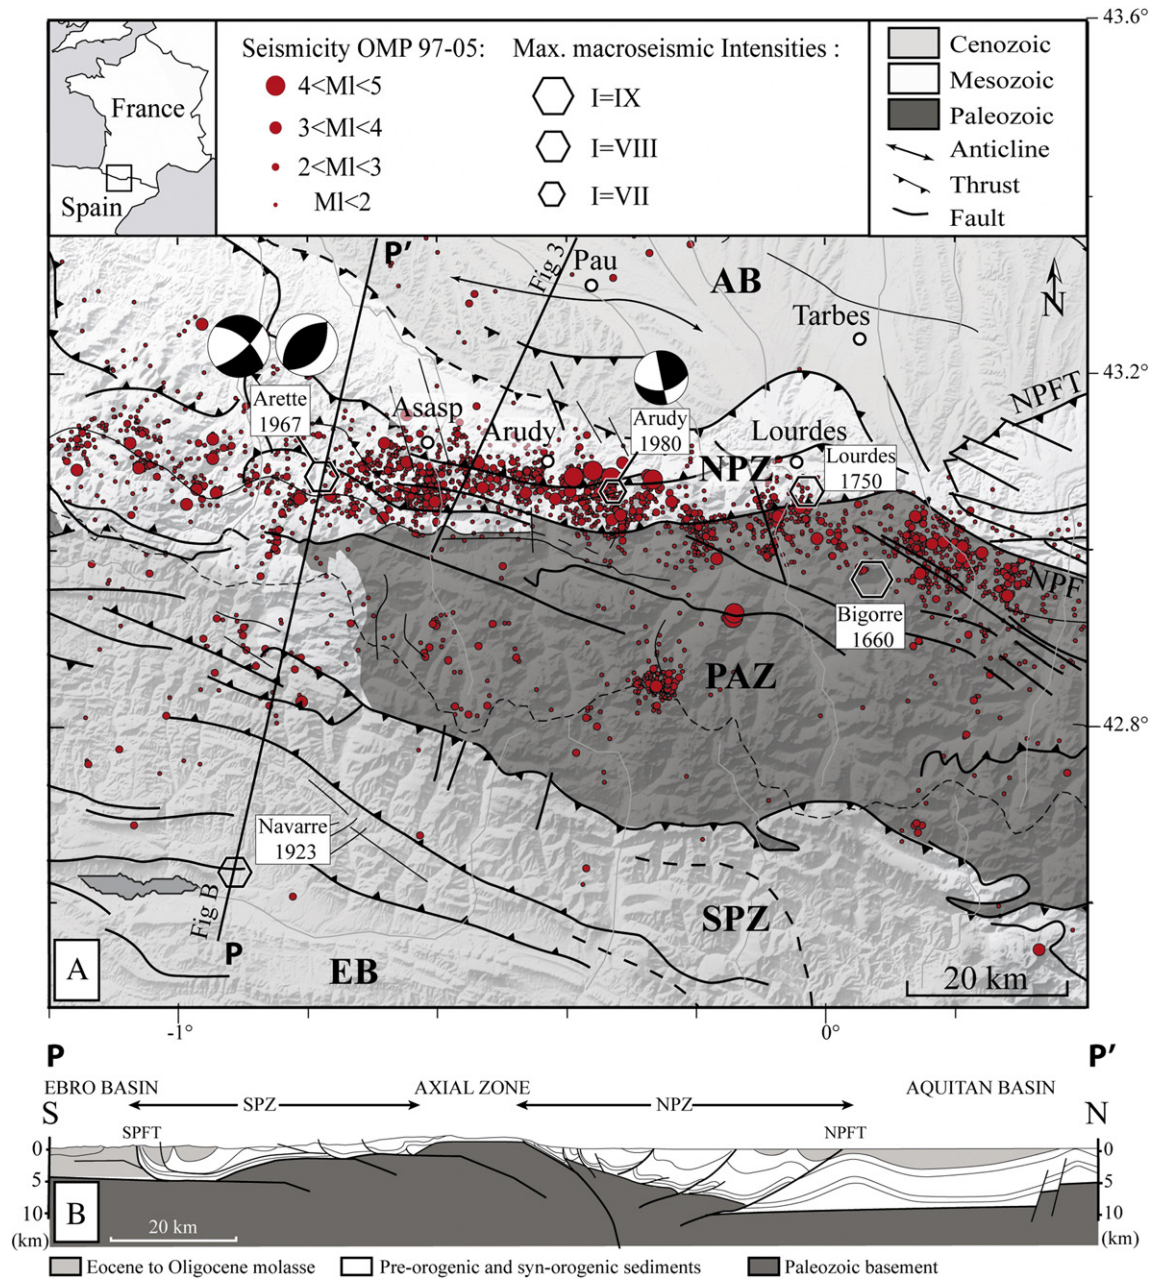 43.6°
France
Spain
Seismicity OMP 97-05:
4<Ml<5
3<Ml<4
2<Ml<3
Ml<2
Max. macroseismic Intensities :
I=IX
I=VIII
I=VII
Cenozoic
Mesozoic
Paleozoic
Anticline
Thrust
Fault
P'
Fig 3
Pau
AB
N
Tarbes
43.2°
NPFT
Arette
1967
Asasp
Arudy
Arudy
1980
Lourdes
NPZ
Lourdes
1750
NPF
Bigorre
1660
PAZ
42.8°
Navarre
1923
Fig B
P
SPZ
EB
A
20 km
-1°
0°
P
P'
EBRO BASIN
AXIAL ZONE
AQUITAN BASIN
S
SPZ
NPZ
N
SPFT
NPFT
0
0
5
5
10
10
(km)
(km)
B
20 km
Eocene to Oligocene molasse
Pre-orogenic and syn-orogenic sediments
Paleozoic basement